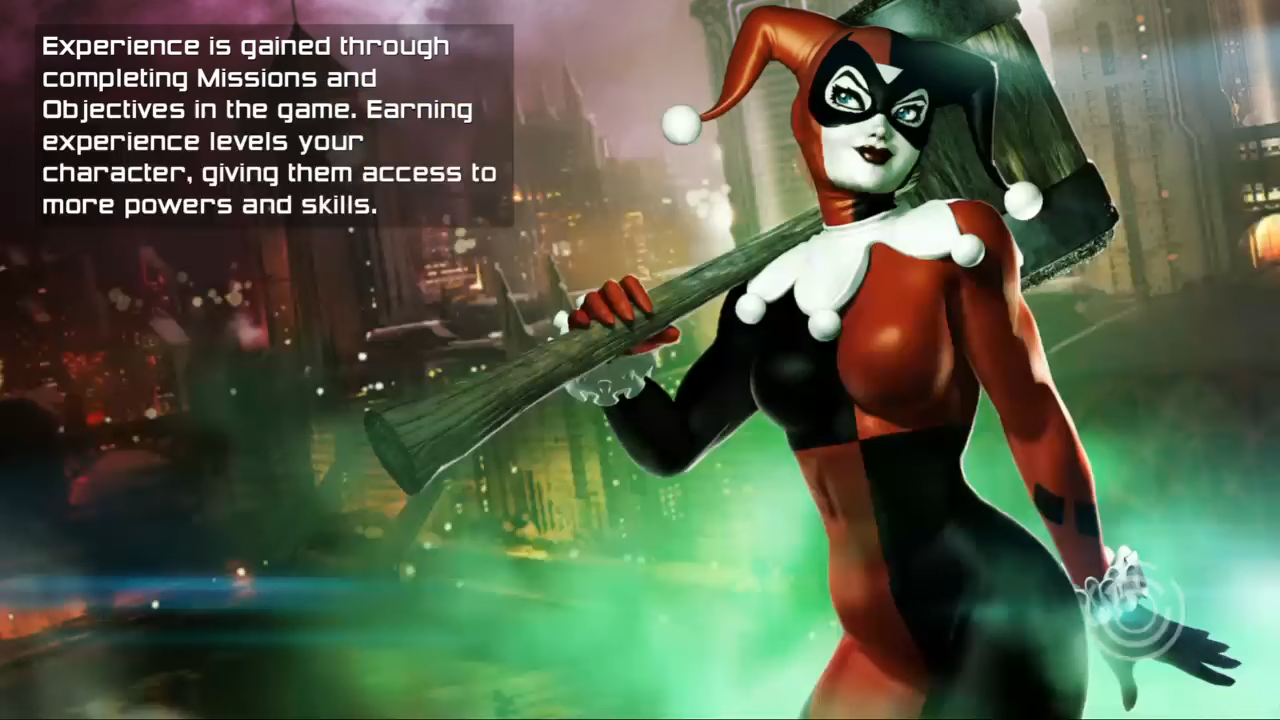 Experience is gained through
completing Missions and
Objectives in the game. Earning
experience levels your
character, giving them access to
more powers and skills.